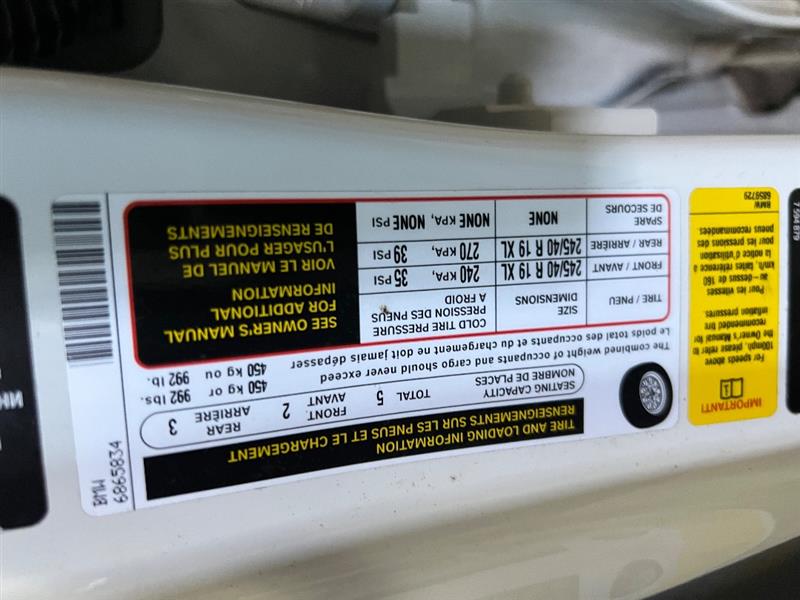 TIRE AND LOADING INFORMATION
RENSEIGNEMENTS SUR LES PNEUS ET LE CHARGEMENT
SEATING CAPACITY
NOMBRE DE PLACES
TOTAL 5
FRONT
AVANT 2
REAR
ARRIÈRE 3
The combined weight of occupants and cargo should never exceed 450 kg or 992 lbs.
Le poids total des occupants et du chargement ne doit jamais dépasser 450 kg ou 992 lb.
TIRE / PNEU
SIZE
DIMENSIONS
COLD TIRE PRESSURE
PRESSION DES PNEUS
A FROID
FRONT / AVANT 245/40 R 19 XL 240 KPA, 35 PSI
REAR / ARRIÈRE 245/40 R 19 XL 270 KPA, 39 PSI
SPARE
DE SECOURS
NONE NONE KPA, NONE PSI
SEE OWNER'S MANUAL
FOR ADDITIONAL
INFORMATION
VOIR LE MANUEL DE
L'USAGER POUR PLUS
DE RENSEIGNEMENTS
BMW
6865834
IMPORTANT!
For speeds above
100mph, please, refer to
the Owner's Manual for
recommended tire
inflation pressures
Pour les vitesses
au-dessus de 160
km/h, faites référence à
la notice d'utilisation
pour les pressions des
pneus recommandées.
BMW
6859729
7 594 879